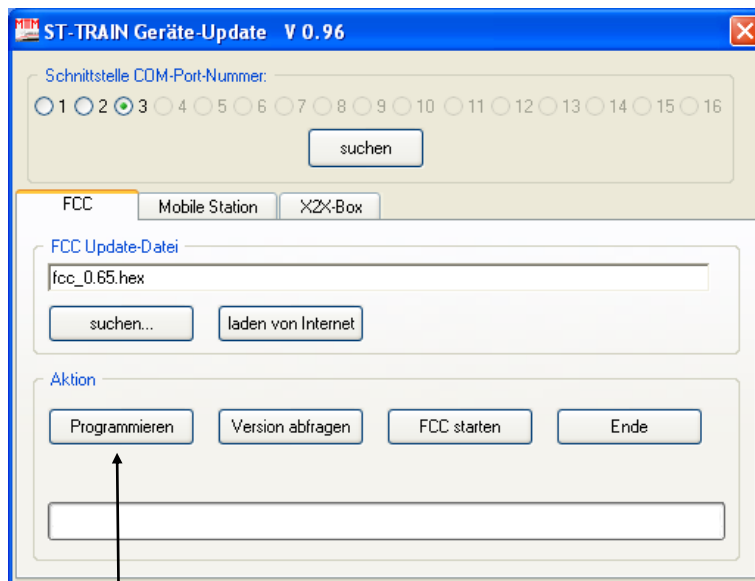 ST-TRAIN Geräte-Update V 0.96
Schnittstelle COM-Port-Nummer:
1 2 3 4 5 6 7 8 9 10 11 12 13 14 15 16
suchen
FCC Mobile Station X2X-Box
FCC Update-Datei
fcc_0.65.hex
suchen... laden von Internet
Aktion
Programmieren Version abfragen FCC starten Ende